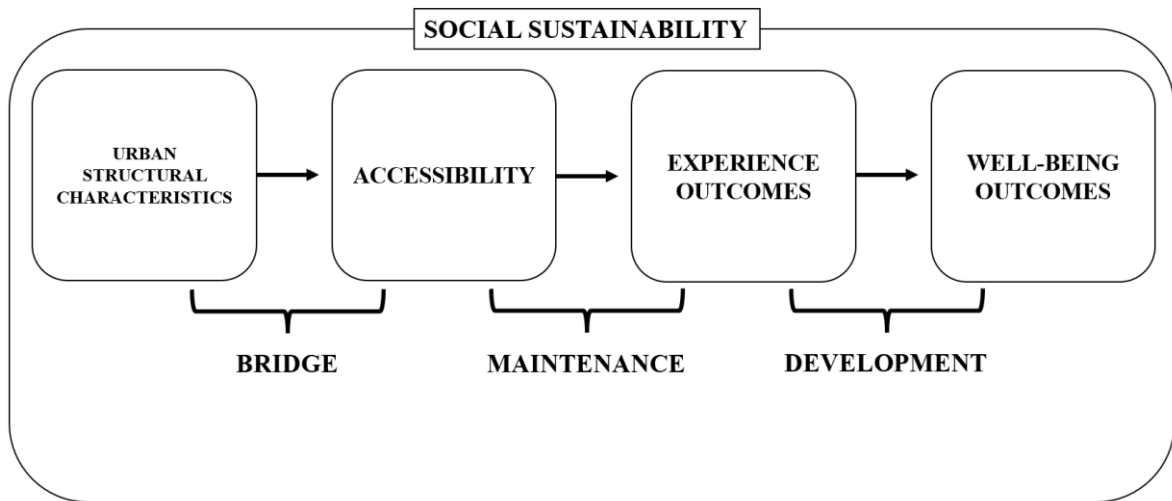 SOCIAL SUSTAINABILITY
URBAN
STRUCTURAL
CHARACTERISTICS
ACCESSIBILITY
EXPERIENCE
OUTCOMES
WELL-BEING
OUTCOMES
BRIDGE
MAINTENANCE
DEVELOPMENT